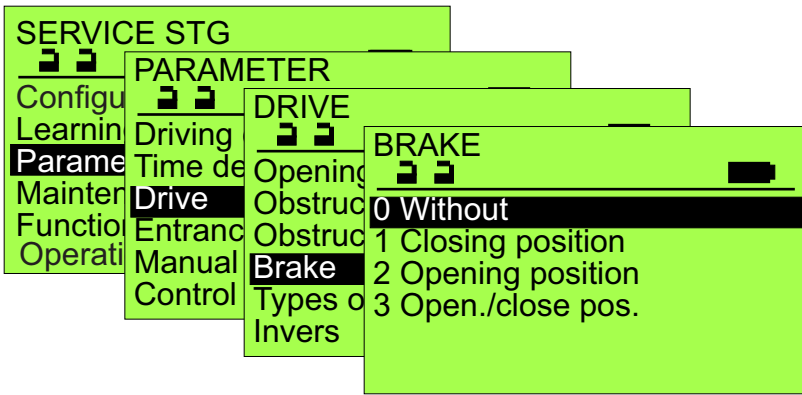 SERVICE STG
Configu
Learnin
Parame
Mainten
Function
Operati
PARAMETER
Driving
Time de
Drive
Entranc
Manual
Control
DRIVE
Opening
Obstruc
Obstruc
Brake
Types o
Invers
BRAKE
0 Without
1 Closing position
2 Opening position
3 Open./close pos.